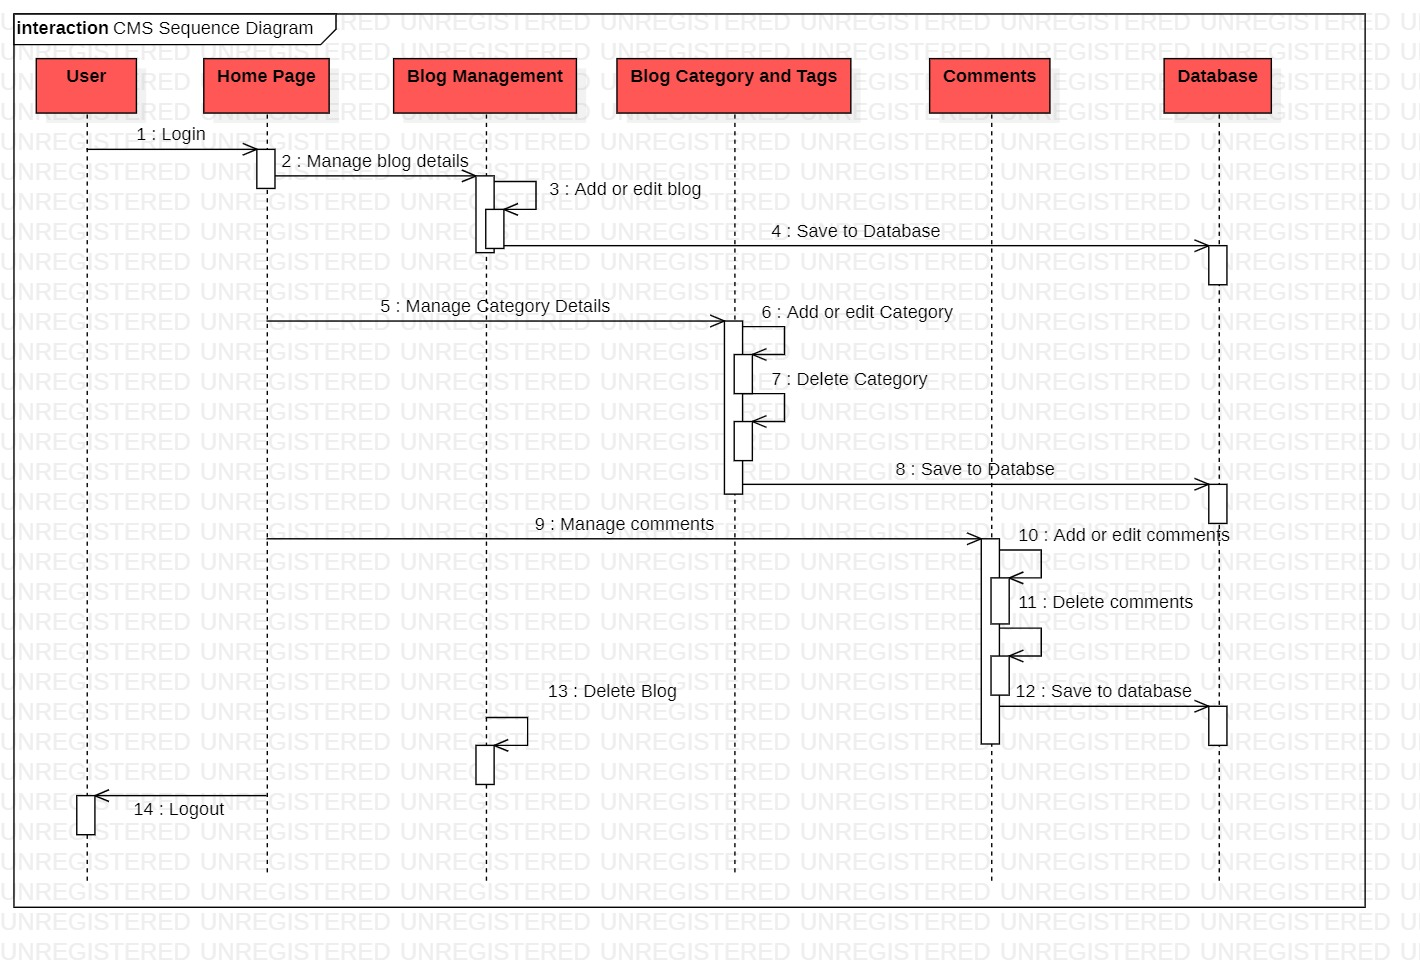 interaction CMS Sequence Diagram
User
Home Page
Blog Management
Blog Category and Tags
Comments
Database
1 : Login
2 : Manage blog details
3 : Add or edit blog
4 : Save to Database
5 : Manage Category Details
6 : Add or edit Category
7 : Delete Category
8 : Save to Databse
9 : Manage comments
10 : Add or edit comments
11 : Delete comments
12 : Save to database
13 : Delete Blog
14 : Logout
UNREGISTERED